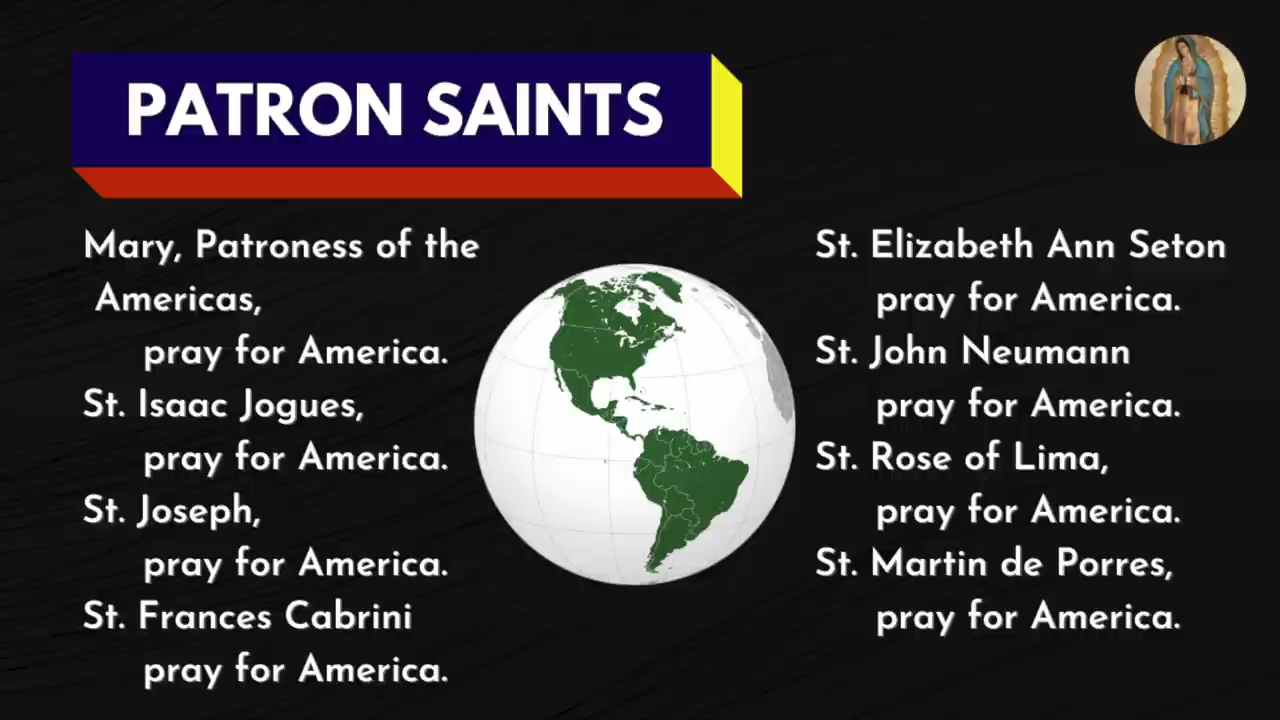 PATRON SAINTS
Mary, Patroness of the
Americas,
pray for America.
St. Isaac Jogues,
pray for America.
St. Joseph,
pray for America.
St. Frances Cabrini
pray for America.
St. Elizabeth Ann Seton
pray for America.
St. John Neumann
pray for America.
St. Rose of Lima,
pray for America.
St. Martin de Porres,
pray for America.